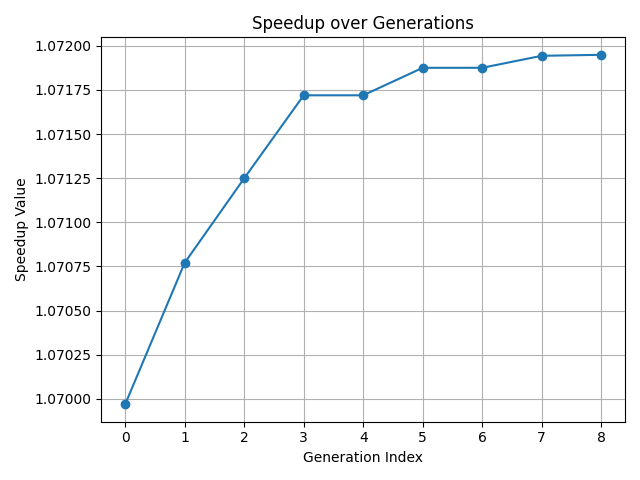 Speedup over Generations
1.07200
1.07175
1.07150
1.07125
1.07100
1.07075
1.07050
1.07025
1.07000
Speedup Value
0 1 2 3 4 5 6 7 8
Generation Index